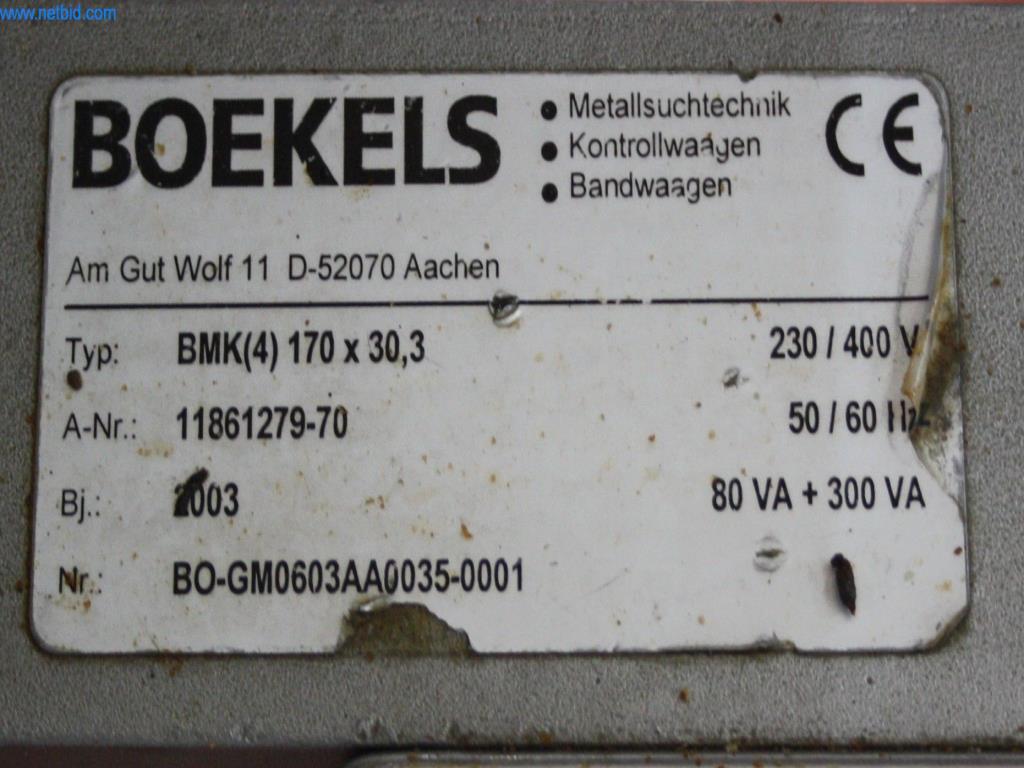 www.netbid.com
BOEKELS
• Metallsuchtechnik
• Kontrollwaagen
• Bandwaagen
CE
Am Gut Wolf 11 D-52070 Aachen
Typ: BMK(4) 170 x 30,3 230 / 400 V
A-Nr.: 11861279-70 50 / 60 Hz
Bj.: 2003 80 VA + 300 VA
Nr.: BO-GM0603AA0035-0001